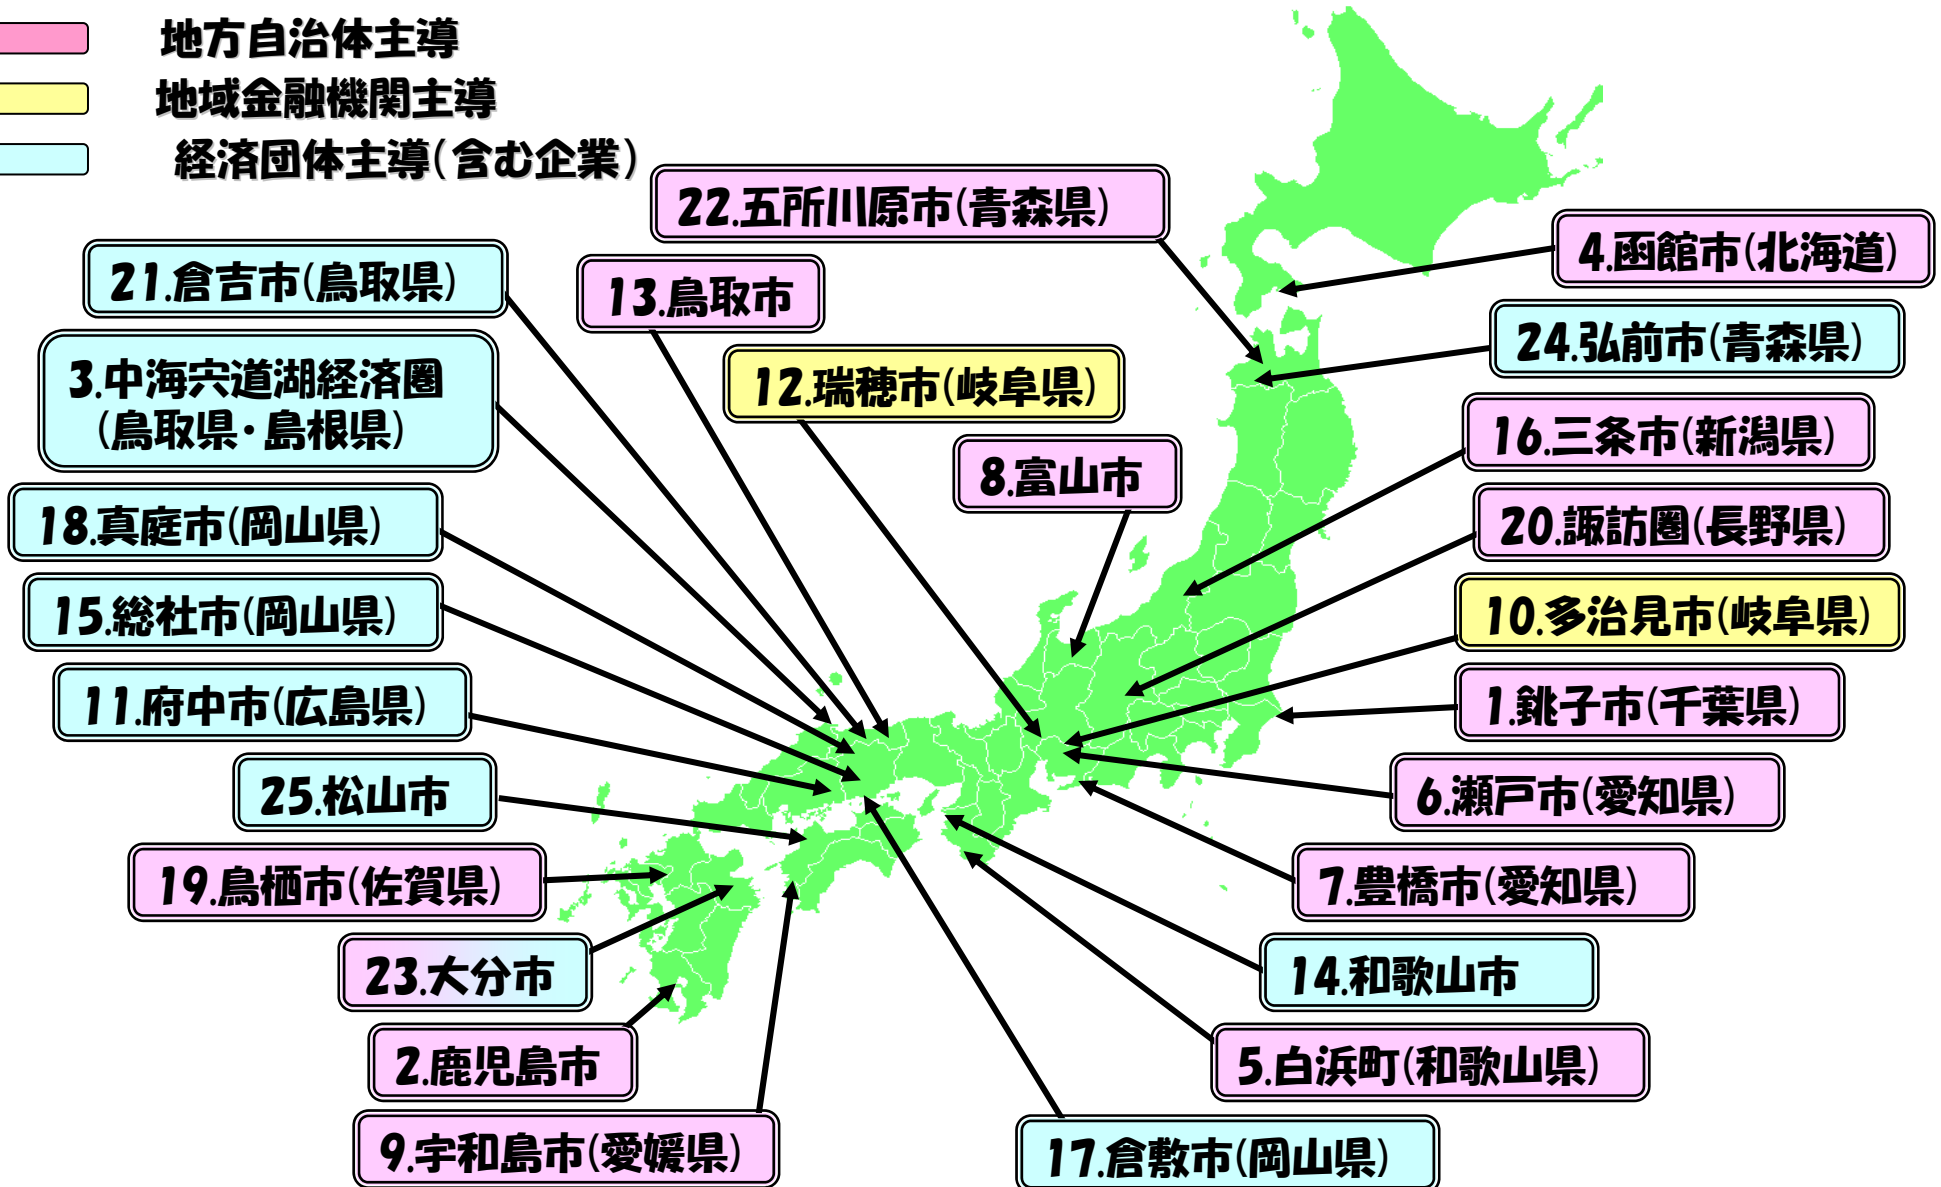 地方自治体主導
地域金融機関主導
経済団体主導(含む企業)
22.五所川原市(青森県)
4.函館市(北海道)
21.倉吉市(鳥取県)
13.鳥取市
24.弘前市(青森県)
3.中海宍道湖経済圏
(鳥取県・島根県)
12.瑞穂市(岐阜県)
16.三条市(新潟県)
8.富山市
18.真庭市(岡山県)
20.諏訪圏(長野県)
15.総社市(岡山県)
10.多治見市(岐阜県)
11.府中市(広島県)
1.銚子市(千葉県)
25.松山市
6.瀬戸市(愛知県)
19.鳥栖市(佐賀県)
7.豊橋市(愛知県)
23.大分市
14.和歌山市
2.鹿児島市
5.白浜町(和歌山県)
9.宇和島市(愛媛県)
17.倉敷市(岡山県)